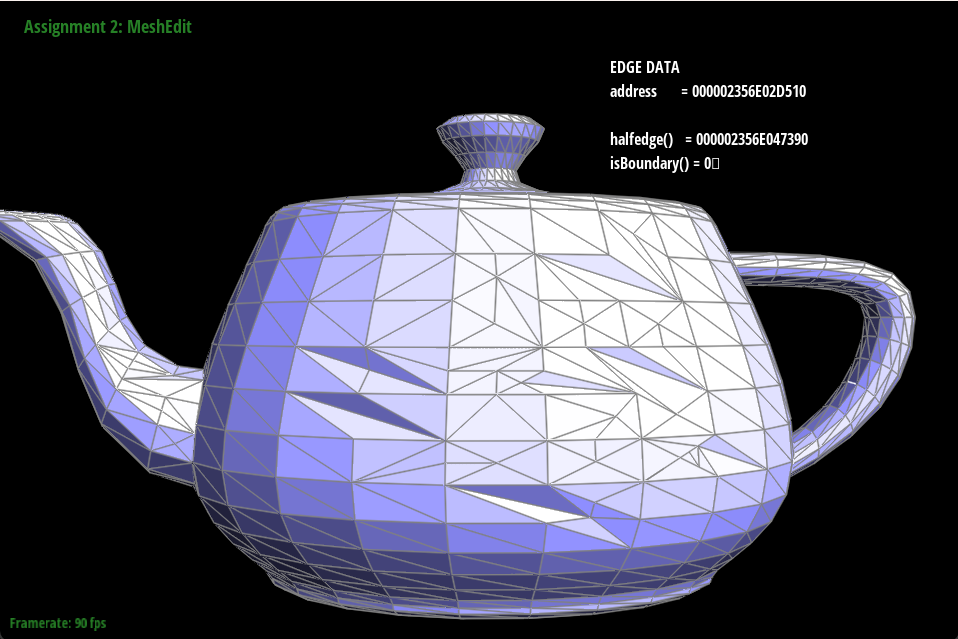 Assignment 2: MeshEdit
EDGE DATA
address = 000002356E02D510
halfedge() = 000002356E047390
isBoundary() = 0
Framerate: 90 fps